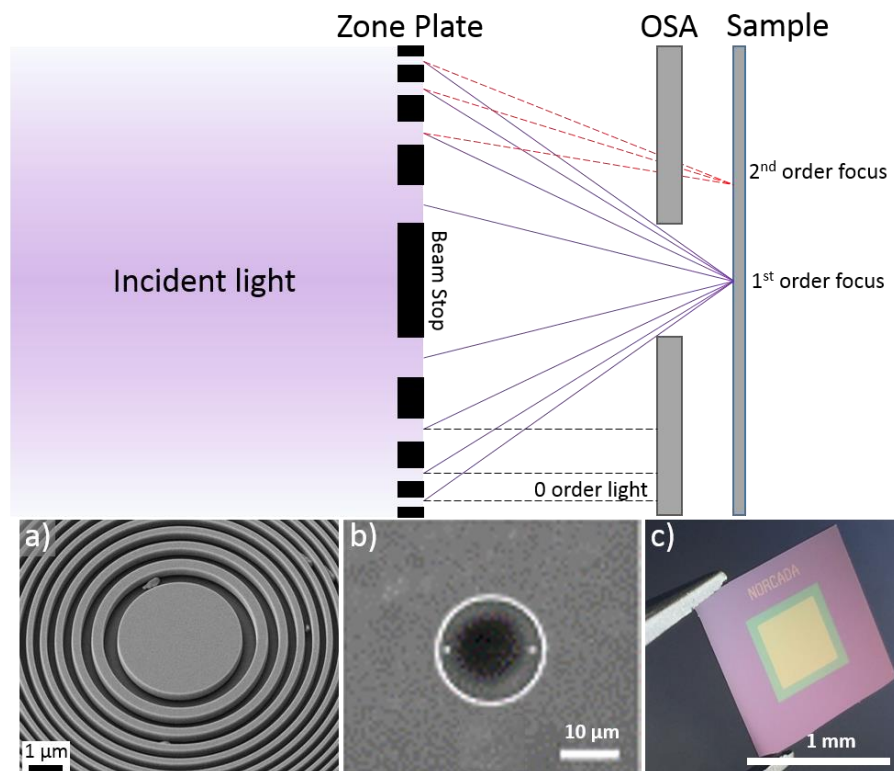 Zone Plate
OSA
Sample
2nd order focus
Incident light
Beam Stop
1st order focus
0 order light
a)
b)
c)
NORCADA
1 µm
10 µm
1 mm